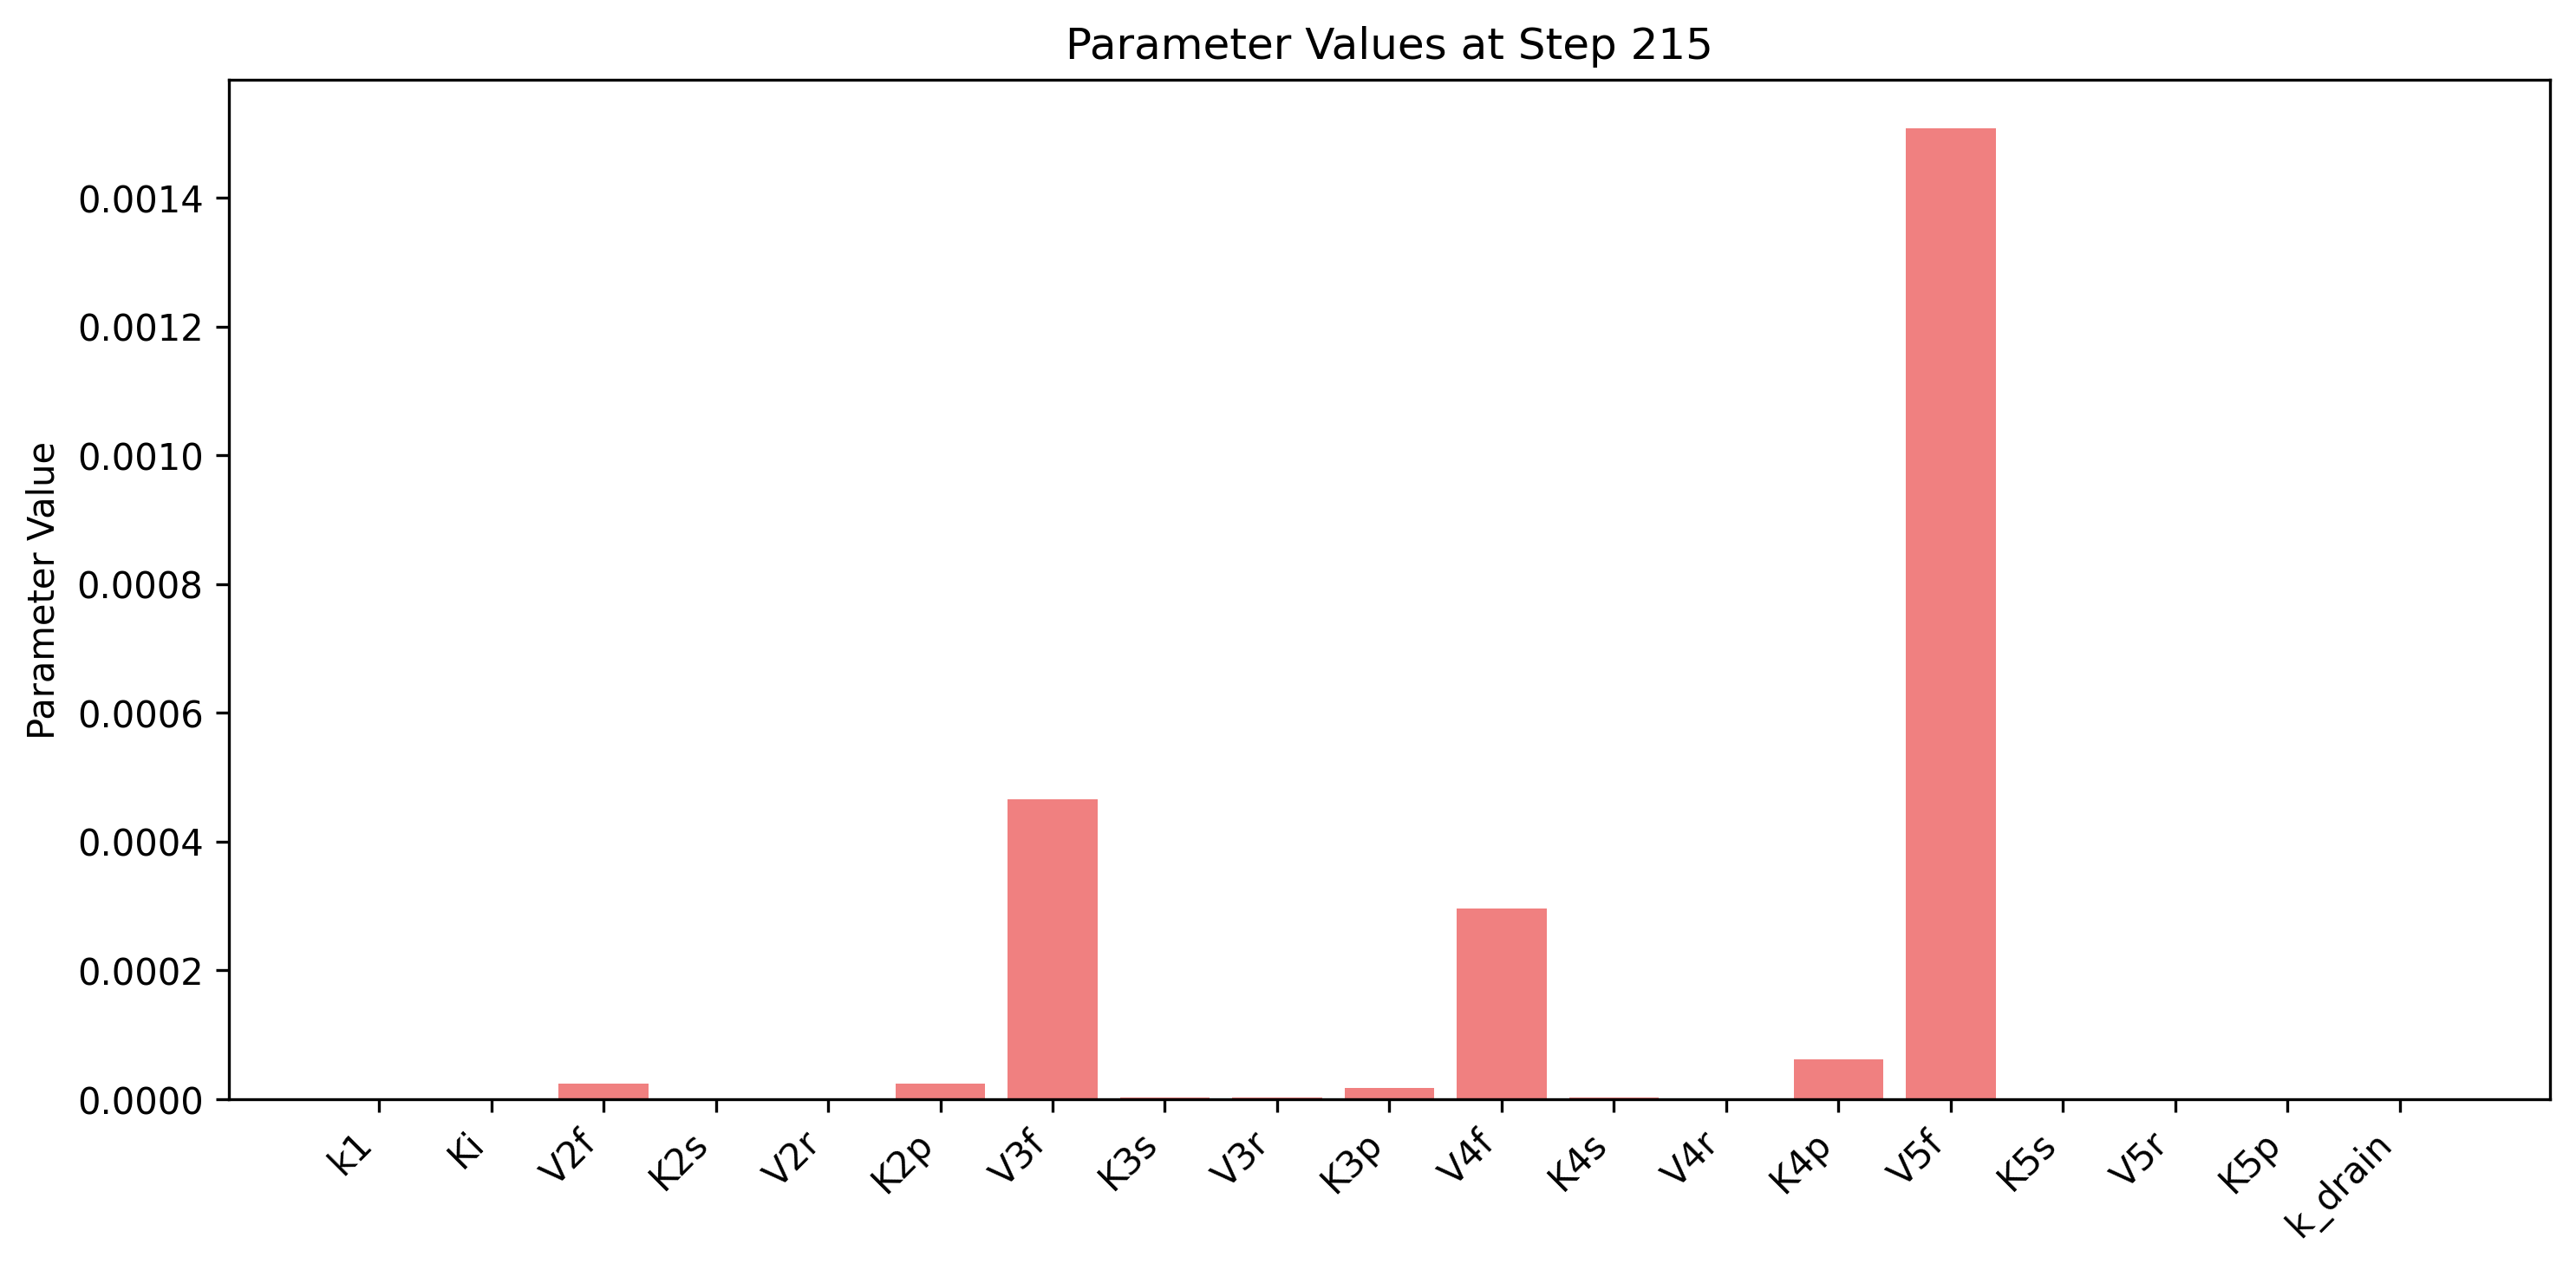 Parameter Values at Step 215
Parameter Value
0.0014
0.0012
0.0010
0.0008
0.0006
0.0004
0.0002
0.0000
k1
Ki
V2f
K2s
V2r
K2p
V3f
K3s
V3r
K3p
V4f
K4s
V4r
K4p
V5f
K5s
V5r
K5p
k_drain